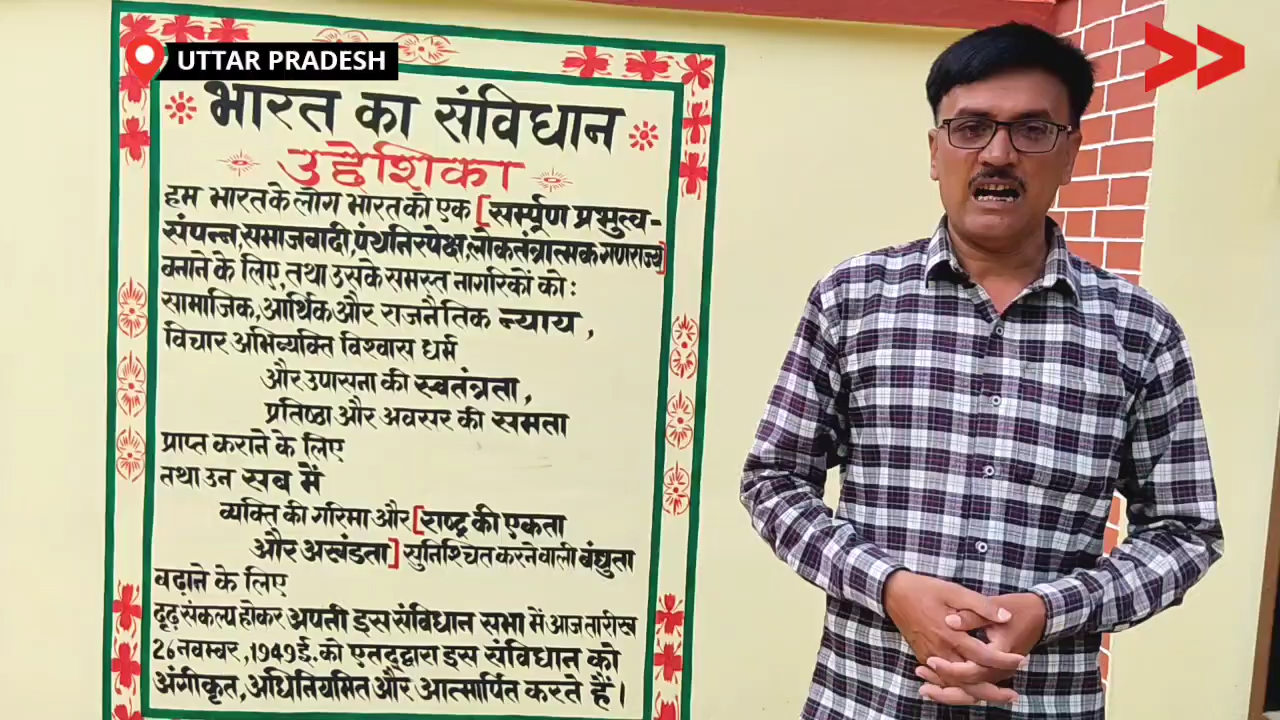 UTTAR PRADESH
भारत का संविधान
उद्देशिका
हम भारत के लोग भारत को एक [सम्पूर्ण प्रभुत्व-
संपन्न, समाजवादी, पंथनिरपेक्ष, लोकतंत्रात्मक गणराज्य]
बनाने के लिए, तथा उसके समस्त नागरिकों को:
सामाजिक, आर्थिक और राजनैतिक न्याय,
विचार अभिव्यक्ति विश्वास धर्म
और उपासना की स्वतंत्रता,
प्रतिष्ठा और अवसर की समता
प्राप्त कराने के लिए
तथा उन सब में
व्यक्ति की गरिमा और [राष्ट्र की एकता
और अखंडता] सुनिश्चित करने वाली बंधुता
बढ़ाने के लिए
दृढ़ संकल्प होकर अपनी इस संविधान सभा में आज तारीख
26 नवम्बर, 1949 ई. को एतद्द्वारा इस संविधान को
अंगीकृत, अधिनियमित और आत्मार्पित करते हैं।